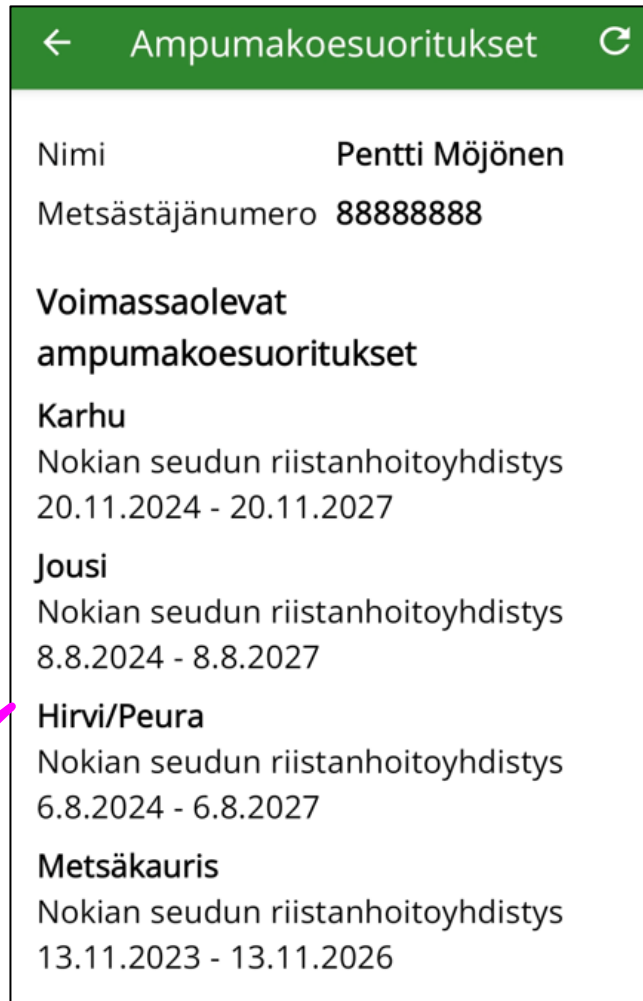 Ampumakoesuoritukset
Nimi Pentti Möjönen
Metsästäjänumero 88888888
Voimassaolevat
ampumakoesuoritukset
Karhu
Nokian seudun riistanhoitoyhdistys
20.11.2024 - 20.11.2027
Jousi
Nokian seudun riistanhoitoyhdistys
8.8.2024 - 8.8.2027
Hirvi/Peura
Nokian seudun riistanhoitoyhdistys
6.8.2024 - 6.8.2027
Metsäkauris
Nokian seudun riistanhoitoyhdistys
13.11.2023 - 13.11.2026